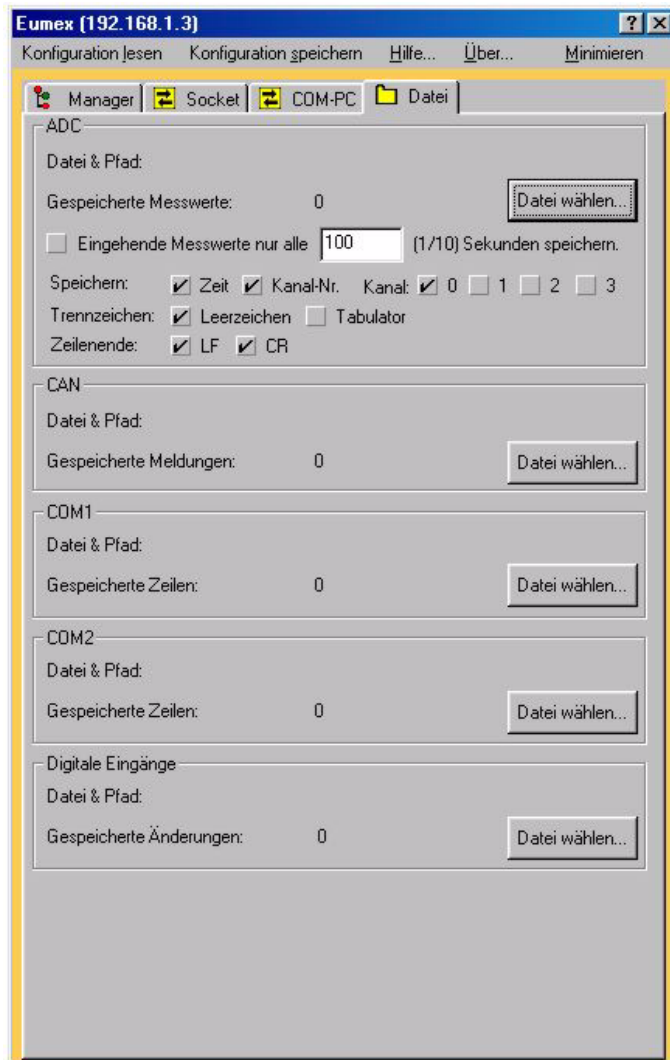 Eumex (192.168.1.3)
Konfiguration lesen Konfiguration speichern Hilfe... Über... Minimieren
Manager Socket COM-PC Datei
ADC
Datei & Pfad:
Gespeicherte Messwerte: 0 Datei wählen...
Eingehende Messwerte nur alle 100 (1/10) Sekunden speichern.
Speichern: Zeit Kanal-Nr. Kanal: 0 1 2 3
Trennzeichen: Leerzeichen Tabulator
Zeilenende: LF CR
CAN
Datei & Pfad:
Gespeicherte Meldungen: 0 Datei wählen...
COM1
Datei & Pfad:
Gespeicherte Zeilen: 0 Datei wählen...
COM2
Datei & Pfad:
Gespeicherte Zeilen: 0 Datei wählen...
Digitale Eingänge
Datei & Pfad:
Gespeicherte Änderungen: 0 Datei wählen...